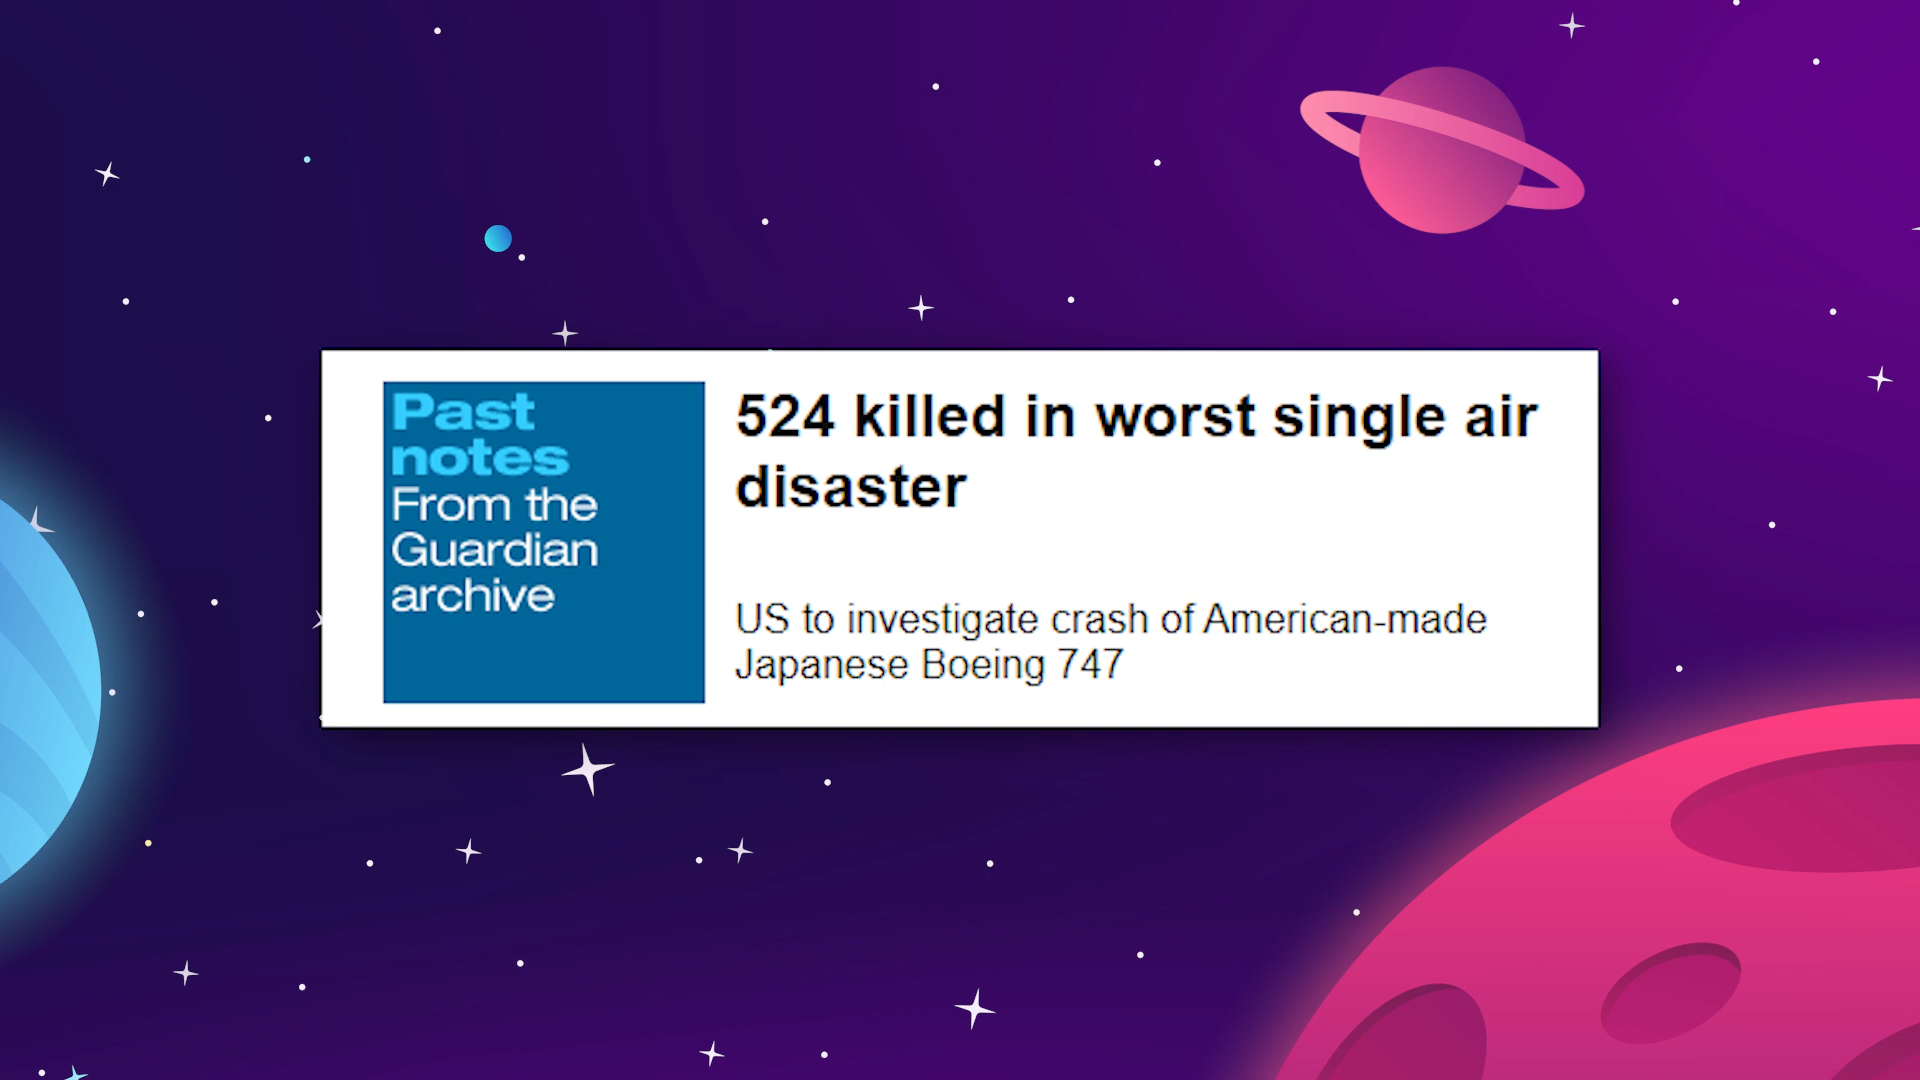 Past
notes
From the
Guardian
archive
524 killed in worst single air
disaster
US to investigate crash of American-made
Japanese Boeing 747